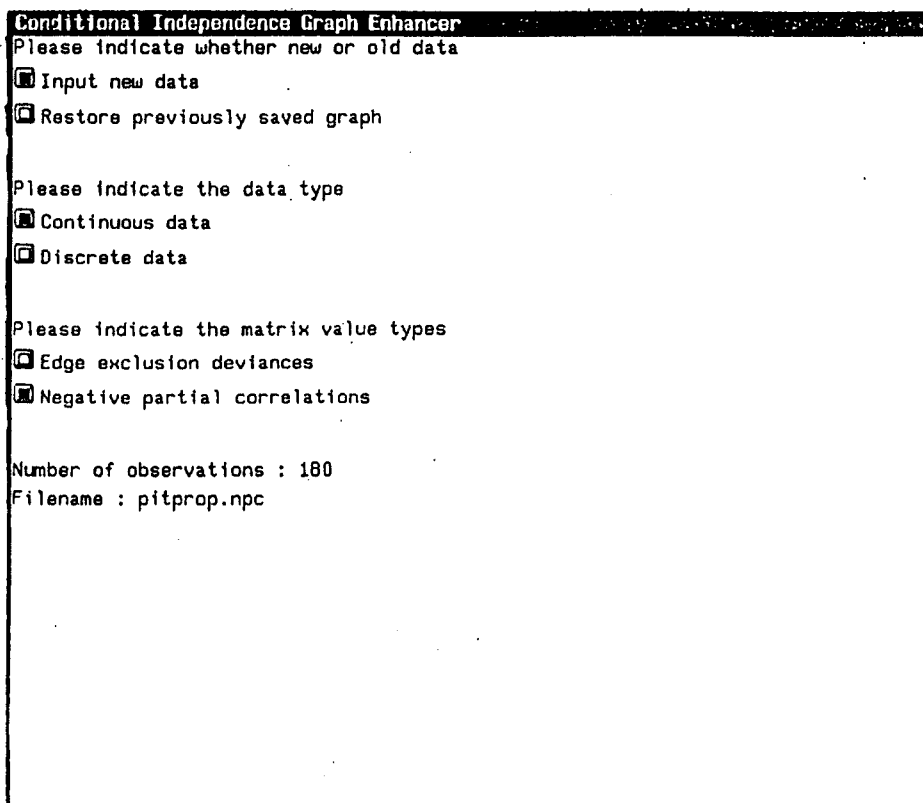 Conditional Independence Graph Enhancer
Please indicate whether new or old data
Input new data
Restore previously saved graph
Please indicate the data type
Continuous data
Discrete data
Please indicate the matrix value types
Edge exclusion deviances
Negative partial correlations
Number of observations : 180
Filename : pitprop.npc